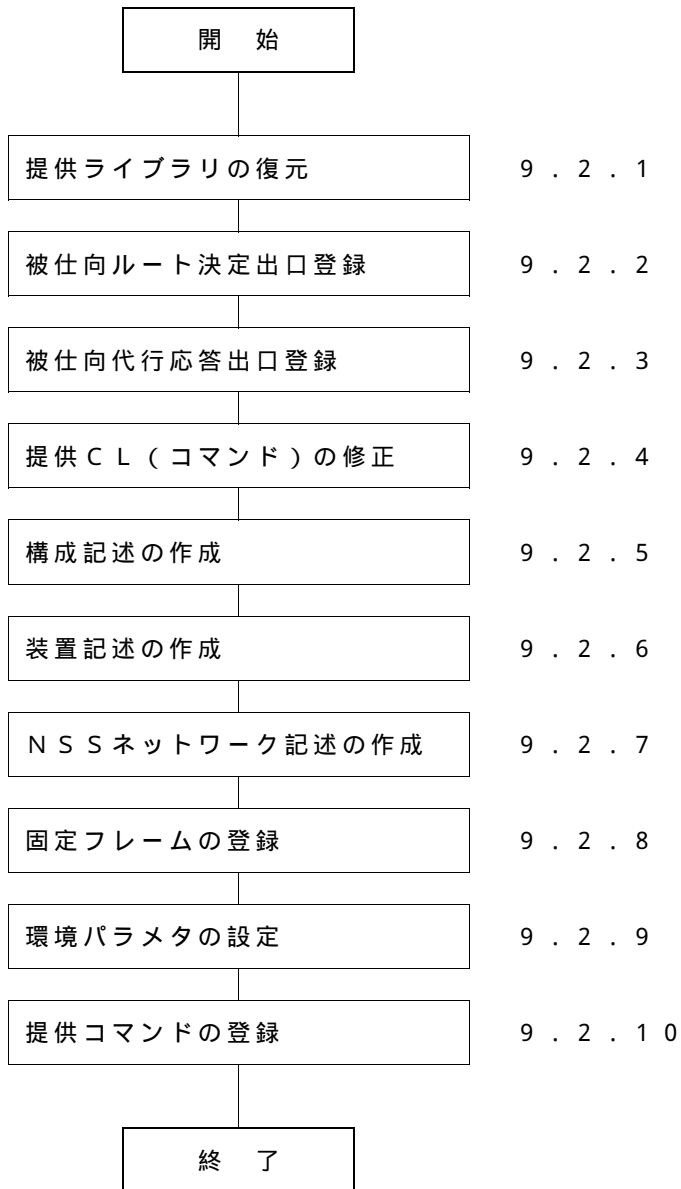 開　始
提供ライブラリの復元　９．２．１
被仕向ルート決定出口登録　９．２．２
被仕向代行応答出口登録　９．２．３
提供ＣＬ（コマンド）の修正　９．２．４
構成記述の作成　９．２．５
装置記述の作成　９．２．６
ＮＳＳネットワーク記述の作成　９．２．７
固定フレームの登録　９．２．８
環境パラメタの設定　９．２．９
提供コマンドの登録　９．２．１０
終　了